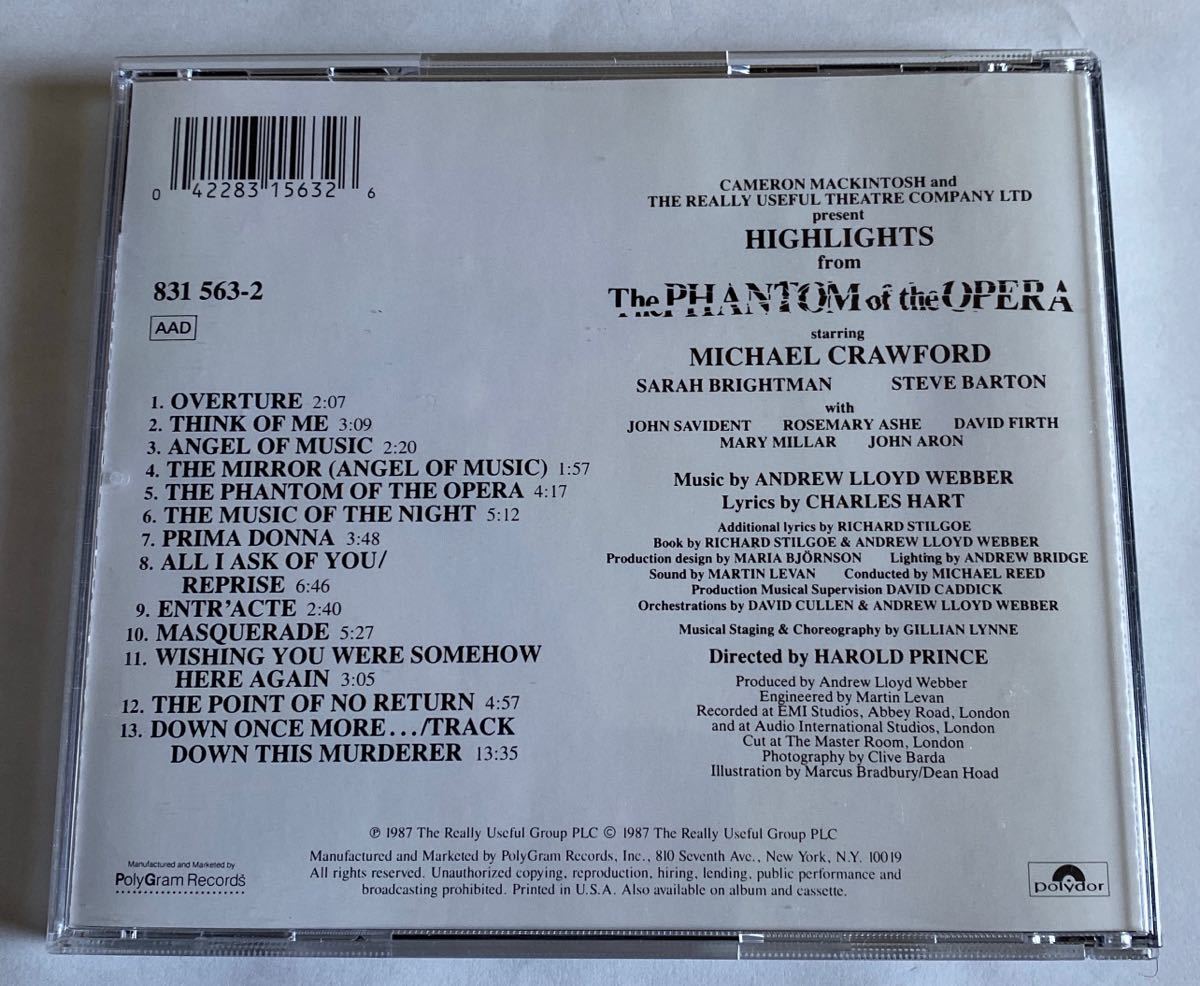 0 42283 15632 6
831 563-2
AAD
1. OVERTURE 2:07
2. THINK OF ME 3:09
3. ANGEL OF MUSIC 2:20
4. THE MIRROR (ANGEL OF MUSIC) 1:57
5. THE PHANTOM OF THE OPERA 4:17
6. THE MUSIC OF THE NIGHT 5:12
7. PRIMA DONNA 3:48
8. ALL I ASK OF YOU/
REPRISE 6:46
9. ENTR'ACTE 2:40
10. MASQUERADE 5:27
11. WISHING YOU WERE SOMEHOW
HERE AGAIN 3:05
12. THE POINT OF NO RETURN 4:57
13. DOWN ONCE MORE.../TRACK
DOWN THIS MURDERER 13:35
CAMERON MACKINTOSH and
THE REALLY USEFUL THEATRE COMPANY LTD
present
HIGHLIGHTS
from
The PHANTOM of the OPERA
starring
MICHAEL CRAWFORD
SARAH BRIGHTMAN STEVE BARTON
with
JOHN SAVIDENT ROSEMARY ASHE DAVID FIRTH
MARY MILLAR JOHN ARON
Music by ANDREW LLOYD WEBBER
Lyrics by CHARLES HART
Additional lyrics by RICHARD STILGOE
Book by RICHARD STILGOE & ANDREW LLOYD WEBBER
Production design by MARIA BJÖRNSON Lighting by ANDREW BRIDGE
Sound by MARTIN LEVAN Conducted by MICHAEL REED
Production Musical Supervision DAVID CADDICK
Orchestrations by DAVID CULLEN & ANDREW LLOYD WEBBER
Musical Staging & Choreography by GILLIAN LYNNE
Directed by HAROLD PRINCE
Produced by Andrew Lloyd Webber
Engineered by Martin Levan
Recorded at EMI Studios, Abbey Road, London
and at Audio International Studios, London
Cut at The Master Room, London
Photography by Clive Barda
Illustration by Marcus Bradbury/Dean Hoad
℗ 1987 The Really Useful Group PLC © 1987 The Really Useful Group PLC
Manufactured and Marketed by PolyGram Records, Inc., 810 Seventh Ave., New York, N.Y. 10019
All rights reserved. Unauthorized copying, reproduction, hiring, lending, public performance and
broadcasting prohibited. Printed in U.S.A. Also available on album and cassette.
Manufactured and Marketed by
PolyGram Records
polydor